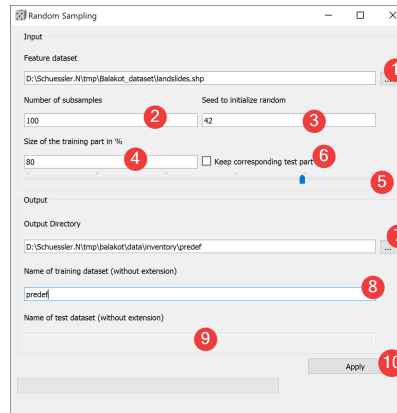 Random Sampling
Input
Feature dataset
D:\Schuessler.N\tmp\Balakot_dataset\landslides.shp
... 1
Number of subsamples Seed to initialize random
100 2 42 3
Size of the training part in %
80 4 Keep corresponding test part 6
5
Output
Output Directory
D:\Schuessler.N\tmp\balakot\data\inventory\predef ... 7
Name of training dataset (without extension)
predef 8
Name of test dataset (without extension)
9
Apply 10